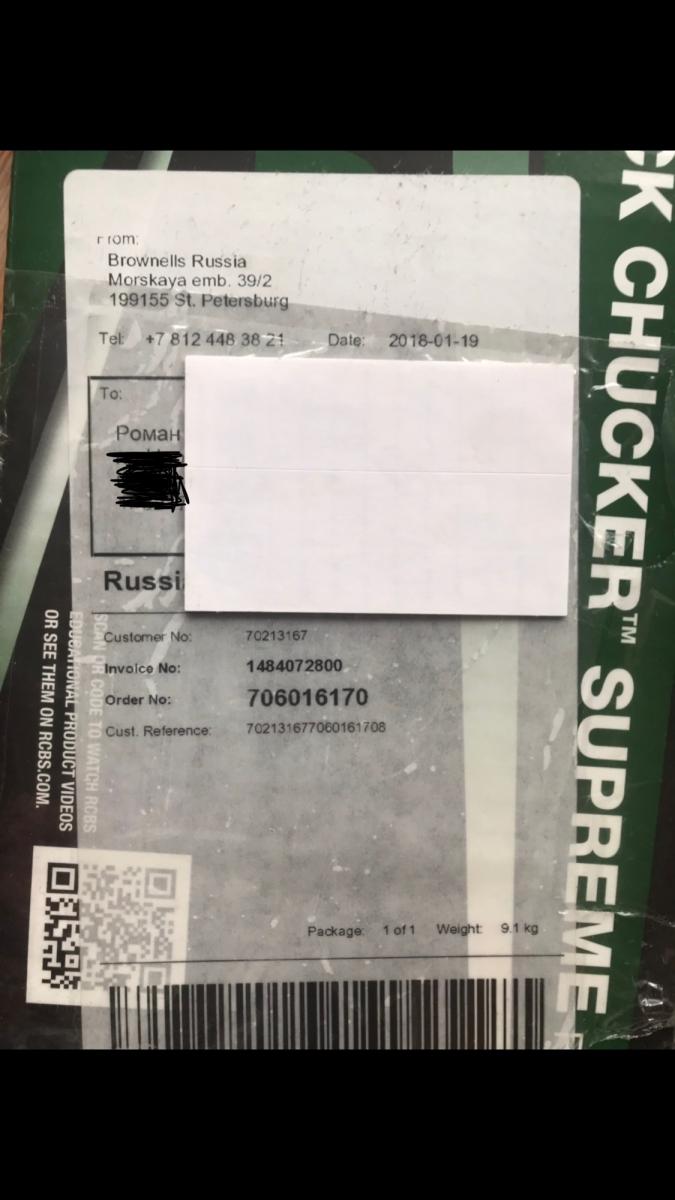 From:
Brownells Russia
Morskaya emb. 39/2
199155 St. Petersburg
Tel: +7 812 448 38 21 Date: 2018-01-19
To:
Роман
Russi
Customer No: 70213167
Invoice No: 1484072800
Order No: 706016170
Cust. Reference: 702131677060161708
Package: 1 of 1 Weight: 9.1 kg
CK CHUCKER™ SUPREME
SCAN QR CODE TO WATCH RCBS
EDUCATIONAL PRODUCT VIDEOS
OR SEE THEM ON RCBS.COM.